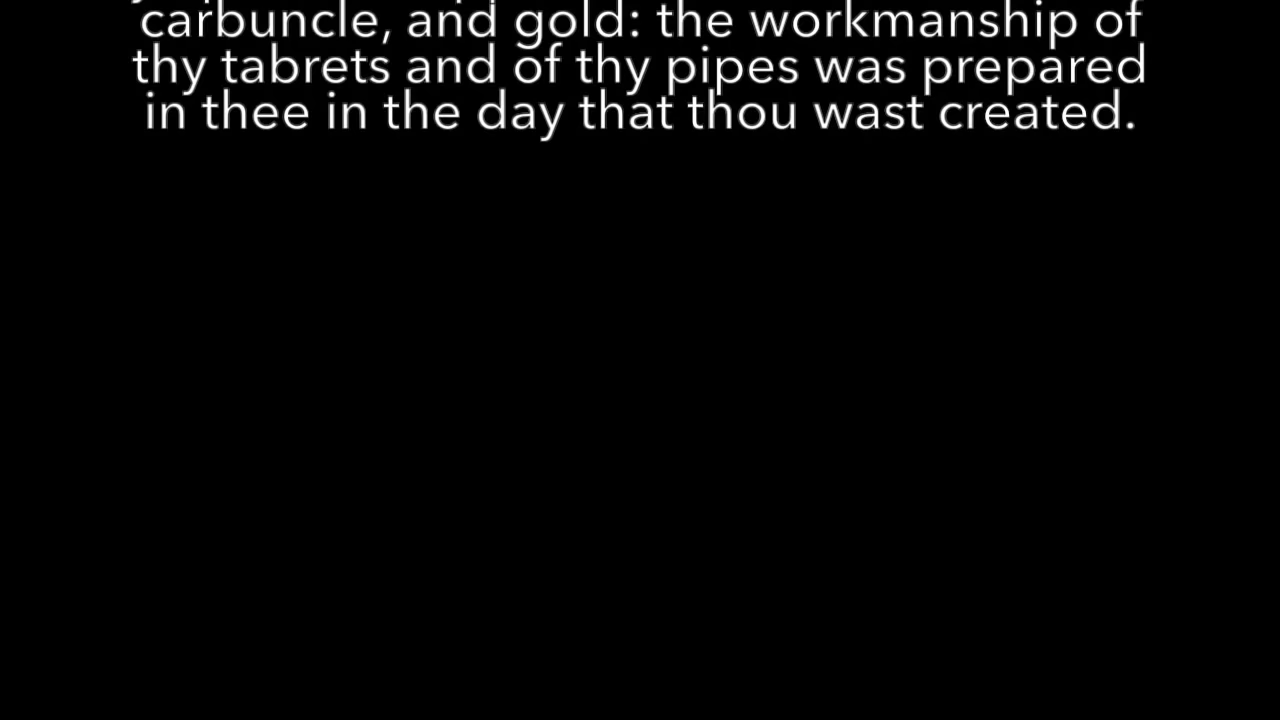 carbuncle, and gold: the workmanship of
thy tabrets and of thy pipes was prepared
in thee in the day that thou wast created.